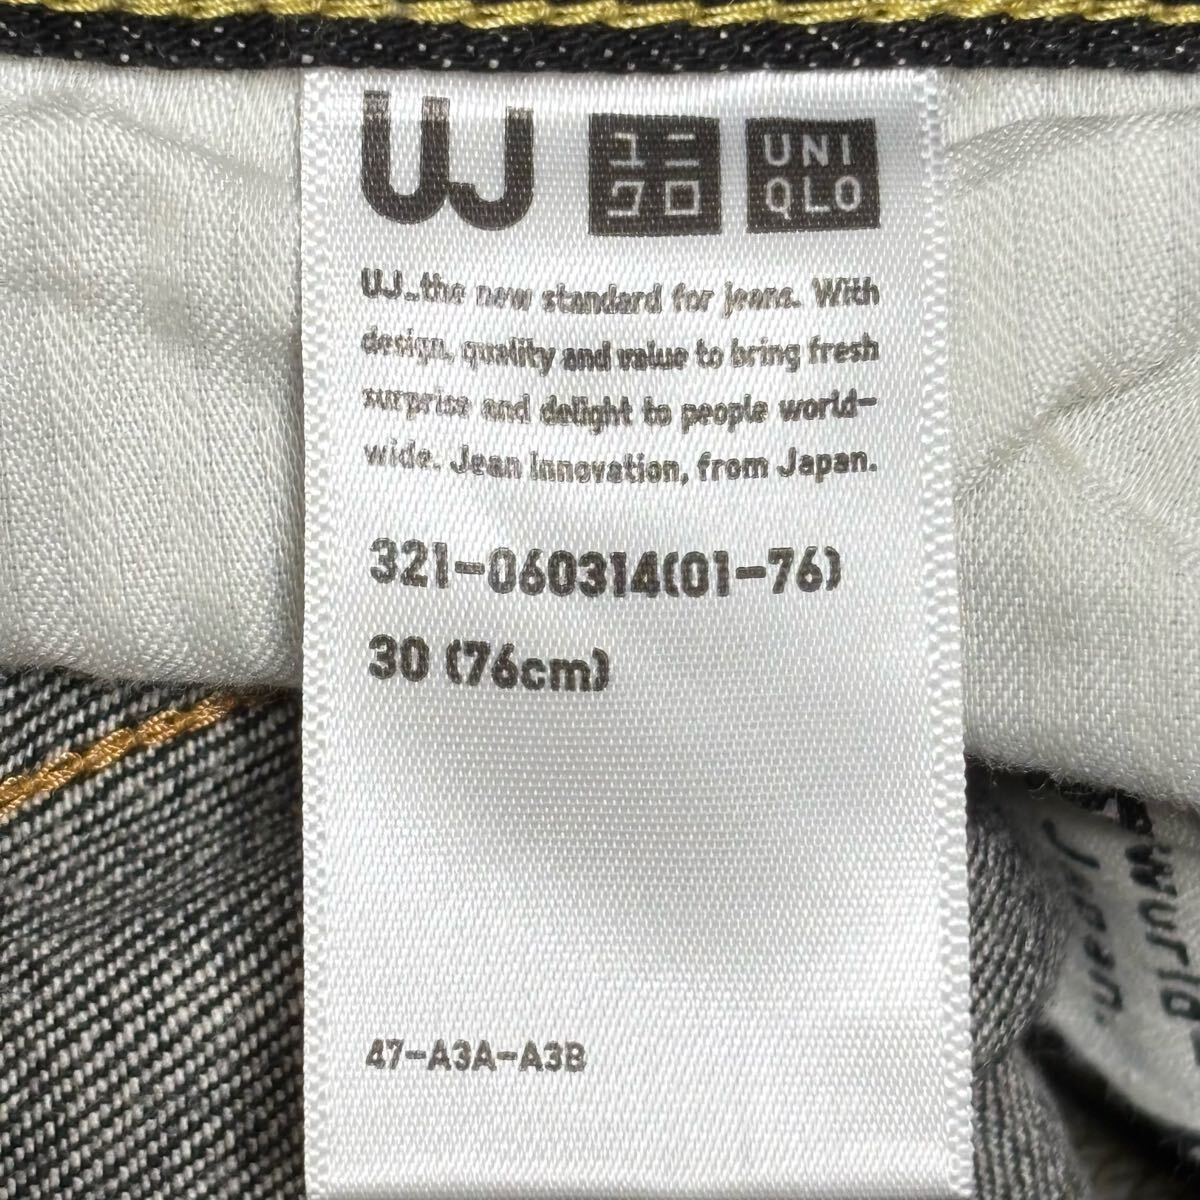 UJ
ユニ
クロ
UNI
QLO
UJ...the new standard for jeans. With
design, quality and value to bring fresh
surprise and delight to people world-
wide. Jean Innovation, from Japan.
321-060314(01-76)
30 (76cm)
47-A3A-A3B